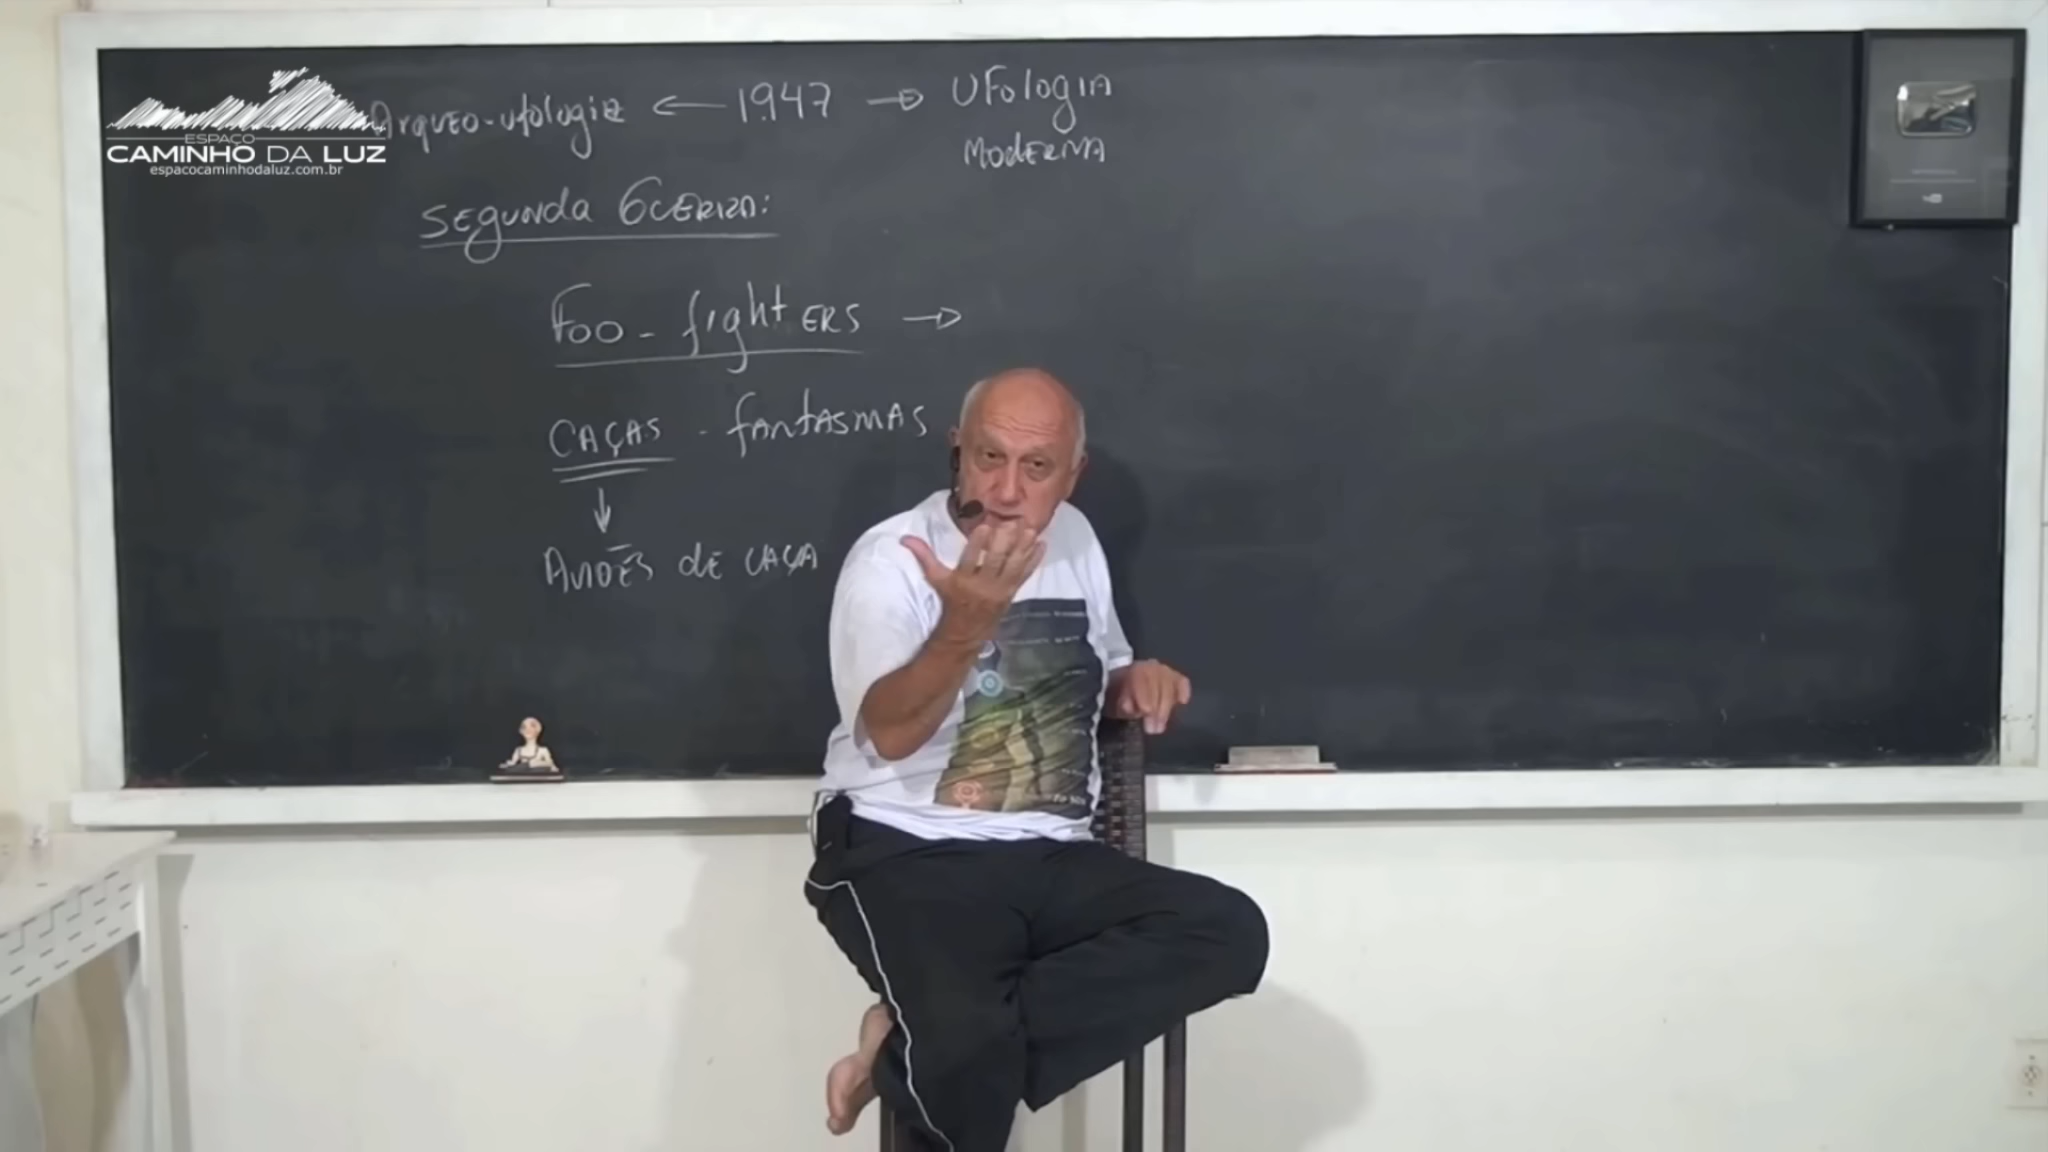 ESPAÇO
CAMINHO DA LUZ
espacocaminhodaluz.com.br
Arqueo-ufologia ← 1947 → UFologia
MODERNA
SEGUNDA GUERRA:
FOO-fighTERS →
CAÇAS - fANTASMAS
↓
AVIÕES dE CAÇA